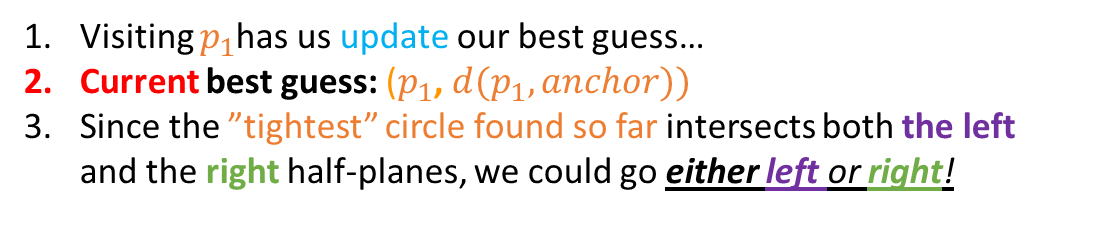 1. Visiting p₁ has us update our best guess…
2. Current best guess: (p₁, d(p₁, anchor))
3. Since the ”tightest” circle found so far intersects both the left
and the right half-planes, we could go either left or right!